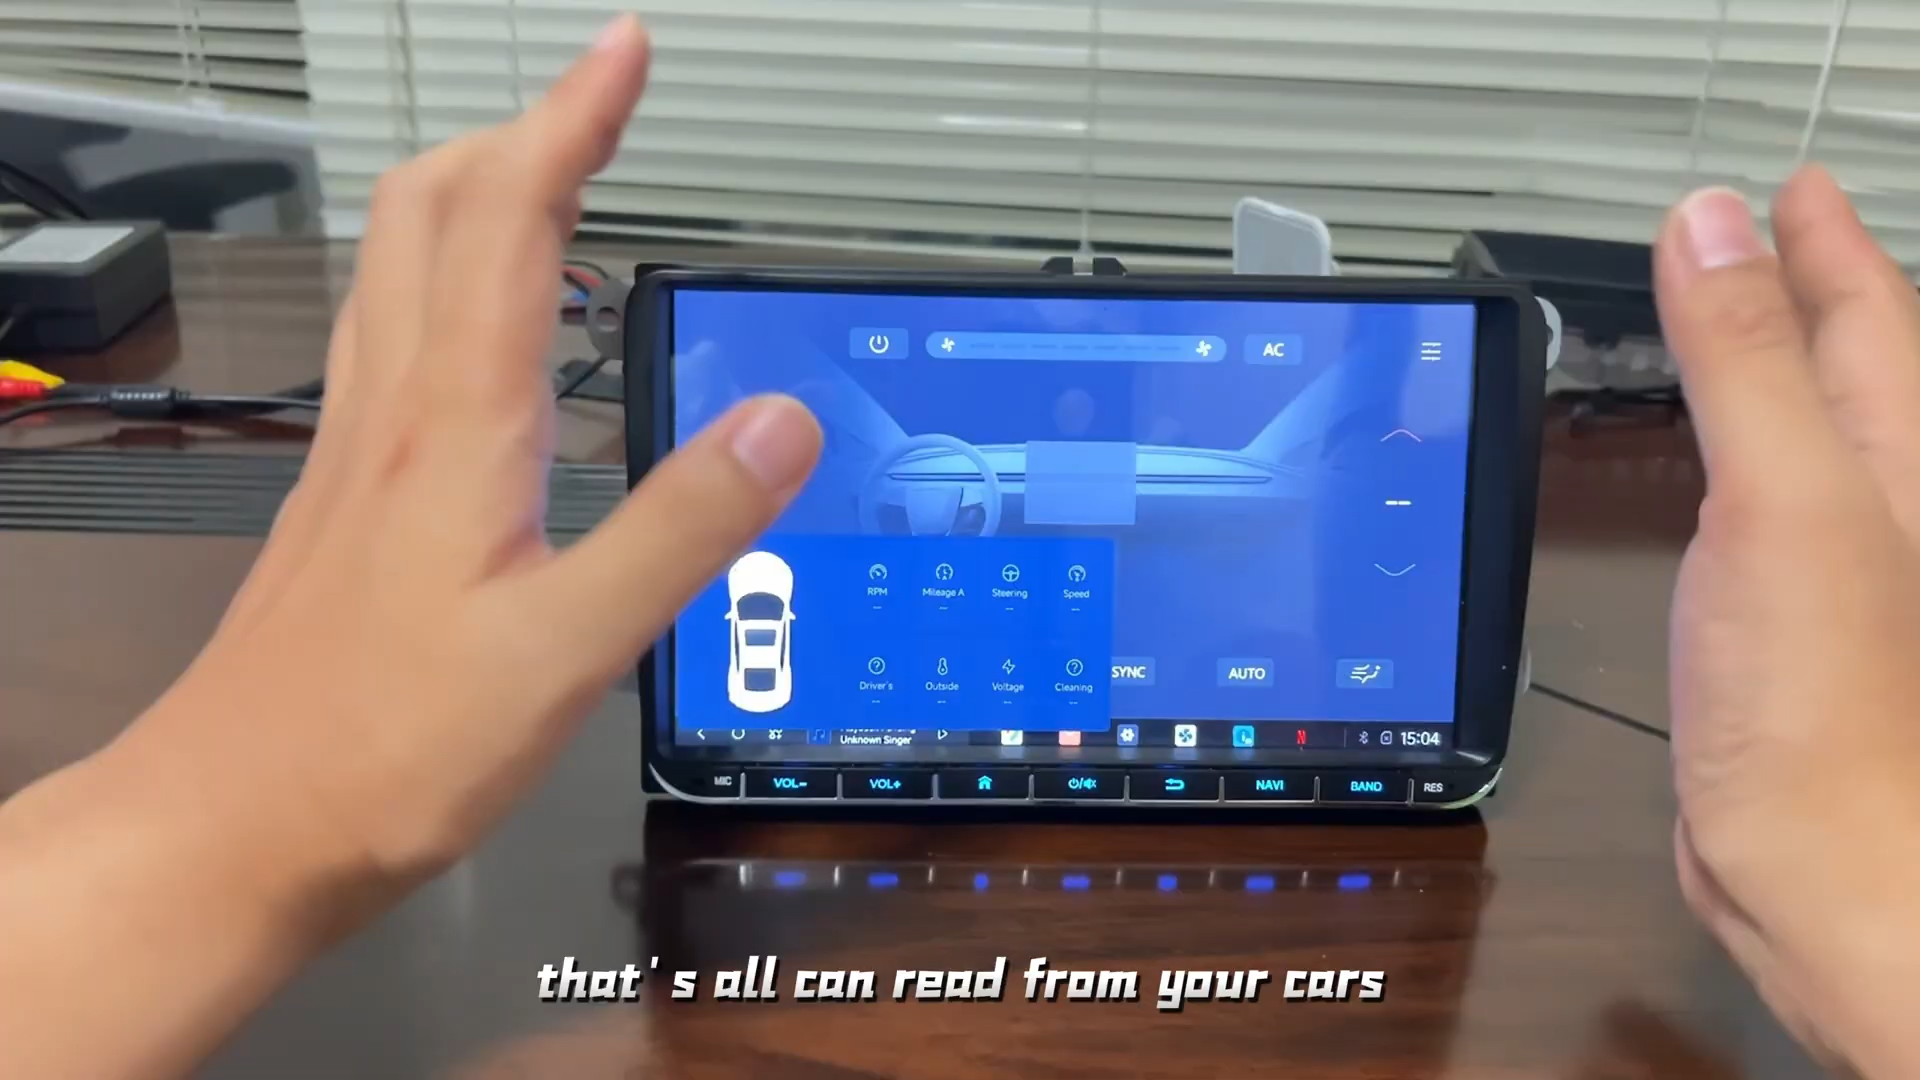 AC
RPM
Mileage A
Steering
Speed
--
--
--
--
--
Driver's
Outside
Voltage
Cleaning
--
--
--
--
SYNC
AUTO
Unknown Singer
N
15:04
MIC
VOL-
VOL+
NAVI
BAND
RES
that's all can read from your cars